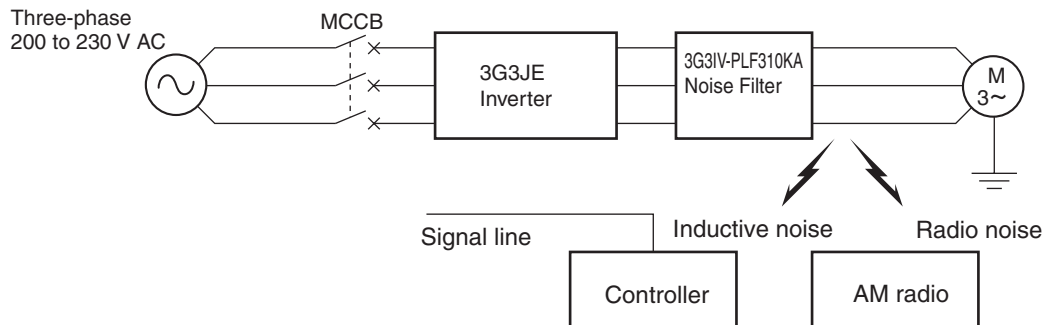 Three-phase
200 to 230 V AC
MCCB
3G3JE
Inverter
3G3IV-PLF310KA
Noise Filter
M
3~
Inductive noise
Radio noise
Signal line
Controller
AM radio